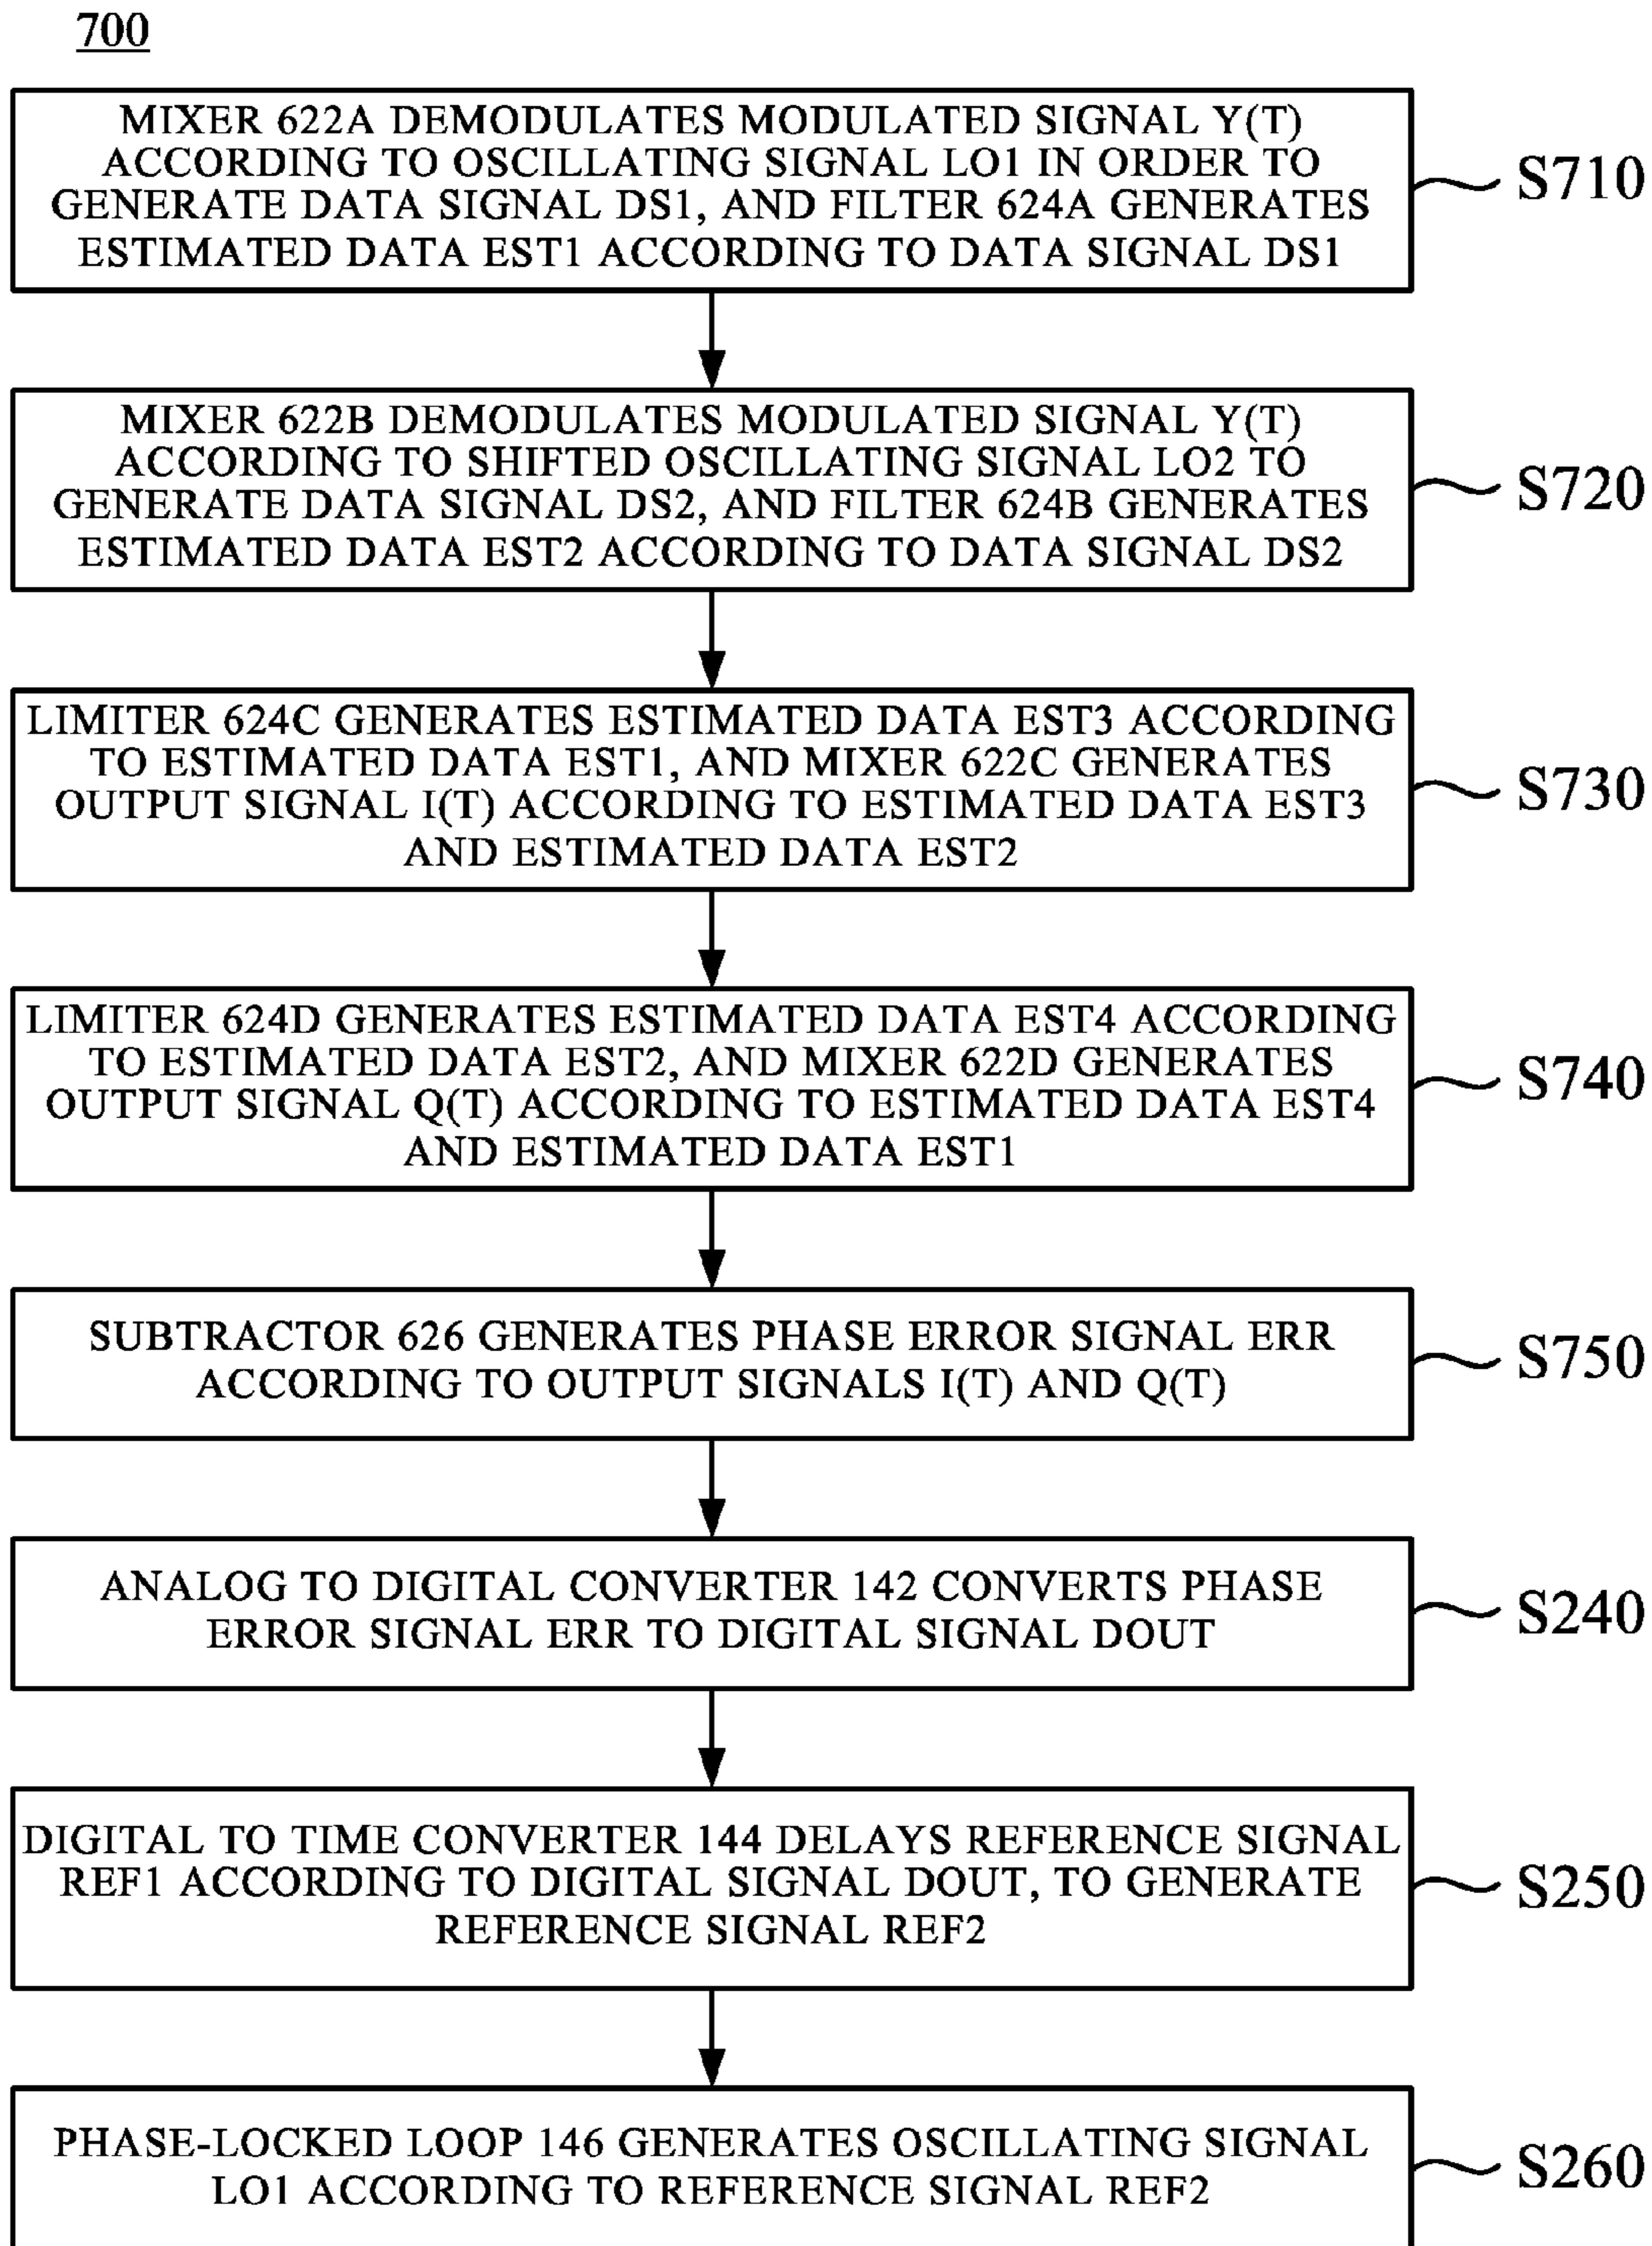 700
MIXER 622A DEMODULATES MODULATED SIGNAL Y(T)
ACCORDING TO OSCILLATING SIGNAL LO1 IN ORDER TO
GENERATE DATA SIGNAL DS1, AND FILTER 624A GENERATES
ESTIMATED DATA EST1 ACCORDING TO DATA SIGNAL DS1
S710
MIXER 622B DEMODULATES MODULATED SIGNAL Y(T)
ACCORDING TO SHIFTED OSCILLATING SIGNAL LO2 TO
GENERATE DATA SIGNAL DS2, AND FILTER 624B GENERATES
ESTIMATED DATA EST2 ACCORDING TO DATA SIGNAL DS2
S720
LIMITER 624C GENERATES ESTIMATED DATA EST3 ACCORDING
TO ESTIMATED DATA EST1, AND MIXER 622C GENERATES
OUTPUT SIGNAL I(T) ACCORDING TO ESTIMATED DATA EST3
AND ESTIMATED DATA EST2
S730
LIMITER 624D GENERATES ESTIMATED DATA EST4 ACCORDING
TO ESTIMATED DATA EST2, AND MIXER 622D GENERATES
OUTPUT SIGNAL Q(T) ACCORDING TO ESTIMATED DATA EST4
AND ESTIMATED DATA EST1
S740
SUBTRACTOR 626 GENERATES PHASE ERROR SIGNAL ERR
ACCORDING TO OUTPUT SIGNALS I(T) AND Q(T)
S750
ANALOG TO DIGITAL CONVERTER 142 CONVERTS PHASE
ERROR SIGNAL ERR TO DIGITAL SIGNAL DOUT
S240
DIGITAL TO TIME CONVERTER 144 DELAYS REFERENCE SIGNAL
REF1 ACCORDING TO DIGITAL SIGNAL DOUT, TO GENERATE
REFERENCE SIGNAL REF2
S250
PHASE-LOCKED LOOP 146 GENERATES OSCILLATING SIGNAL
LO1 ACCORDING TO REFERENCE SIGNAL REF2
S260